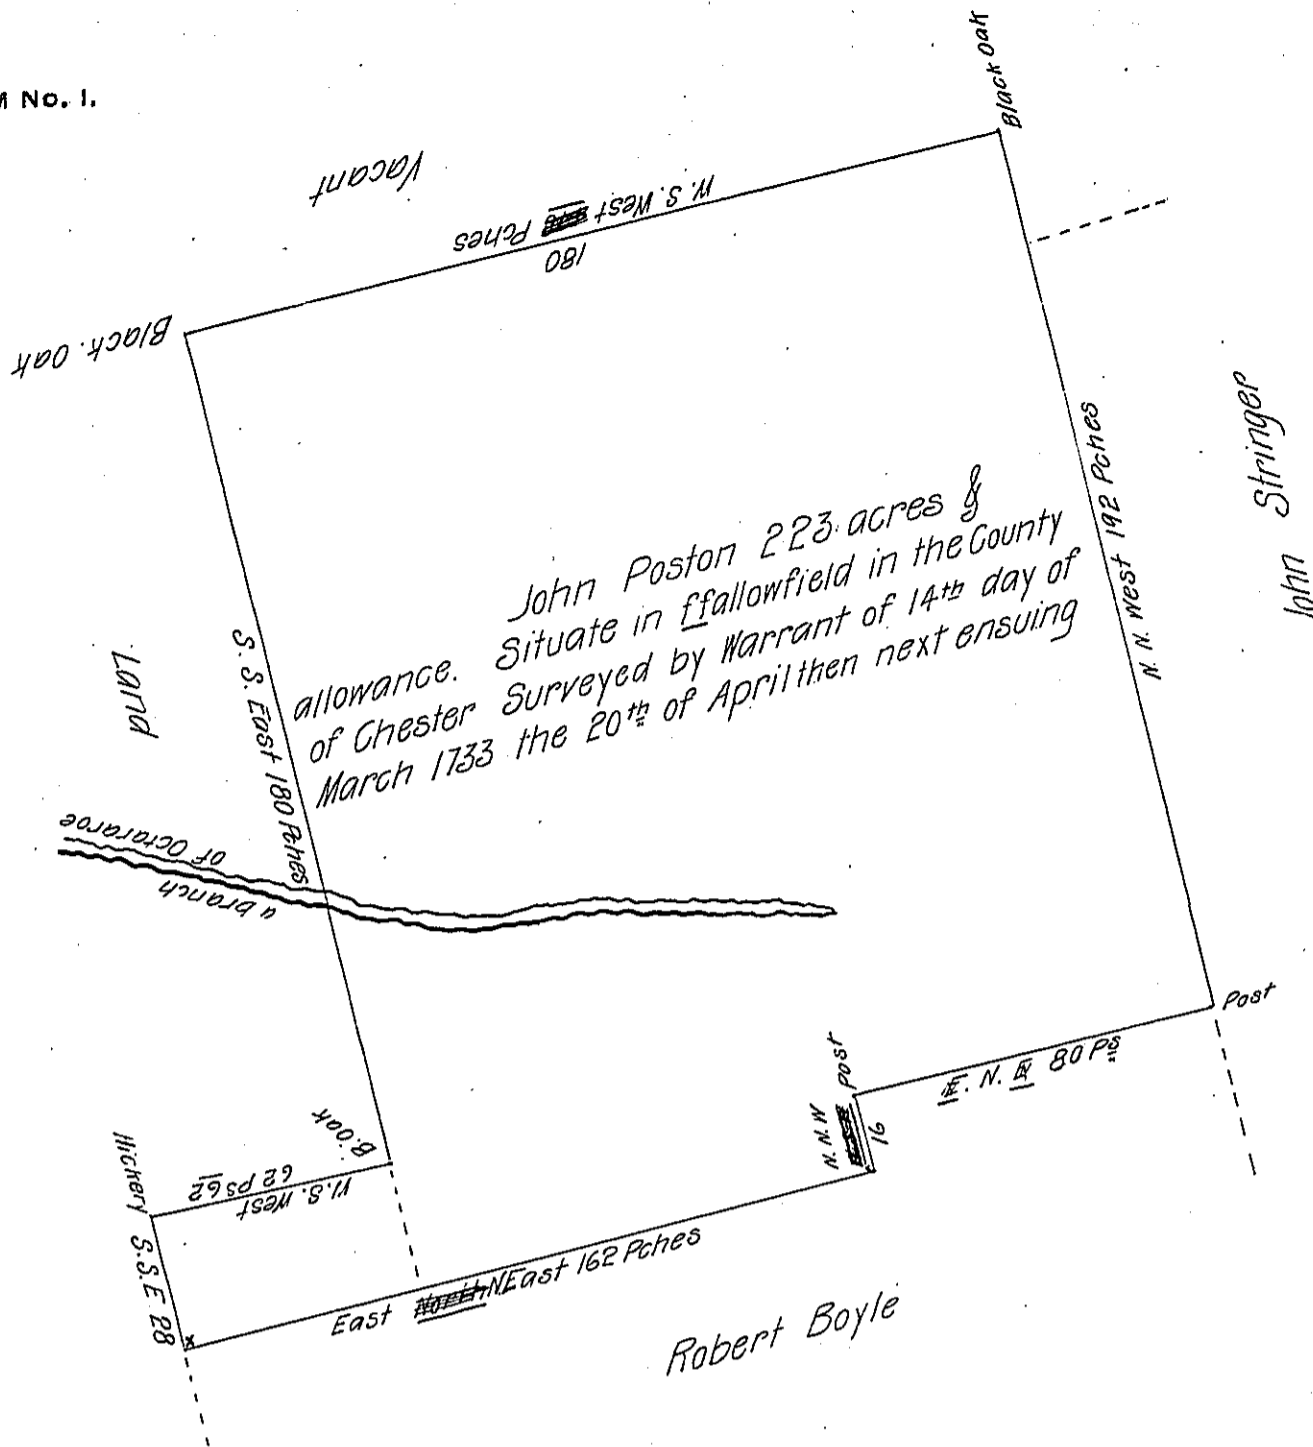 M No. 1.
Black oak
Vacant
W. S. West Pches
180
Black. Oak
N. N. West 192 Pches
John Stringer
John Poston 223 acres &
allowance. Situate in ffallowfield in the County
of Chester Surveyed by Warrant of 14th day of
March 1733 the 20th of April then next ensuing
S. S. East 180 Pches
Land
a branch
of Octararoe
Post
E. N. E 80 Ps
Post
N. N. W
16
B. oak
W. S. West
62 ps 62
Hickery
S. S. E 28
x
East North N East 162 Pches
Robert Boyle